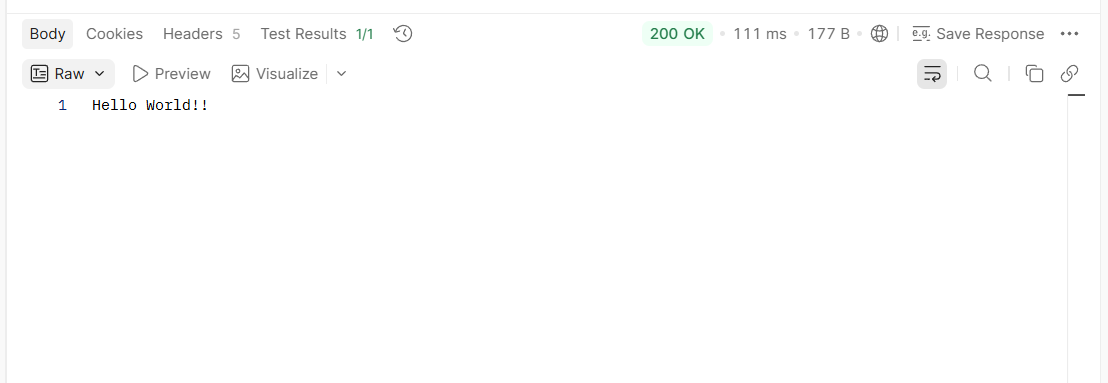 Body Cookies Headers 5 Test Results 1/1 200 OK • 111 ms • 177 B • e.g. Save Response
Raw Preview Visualize
1 Hello World!!